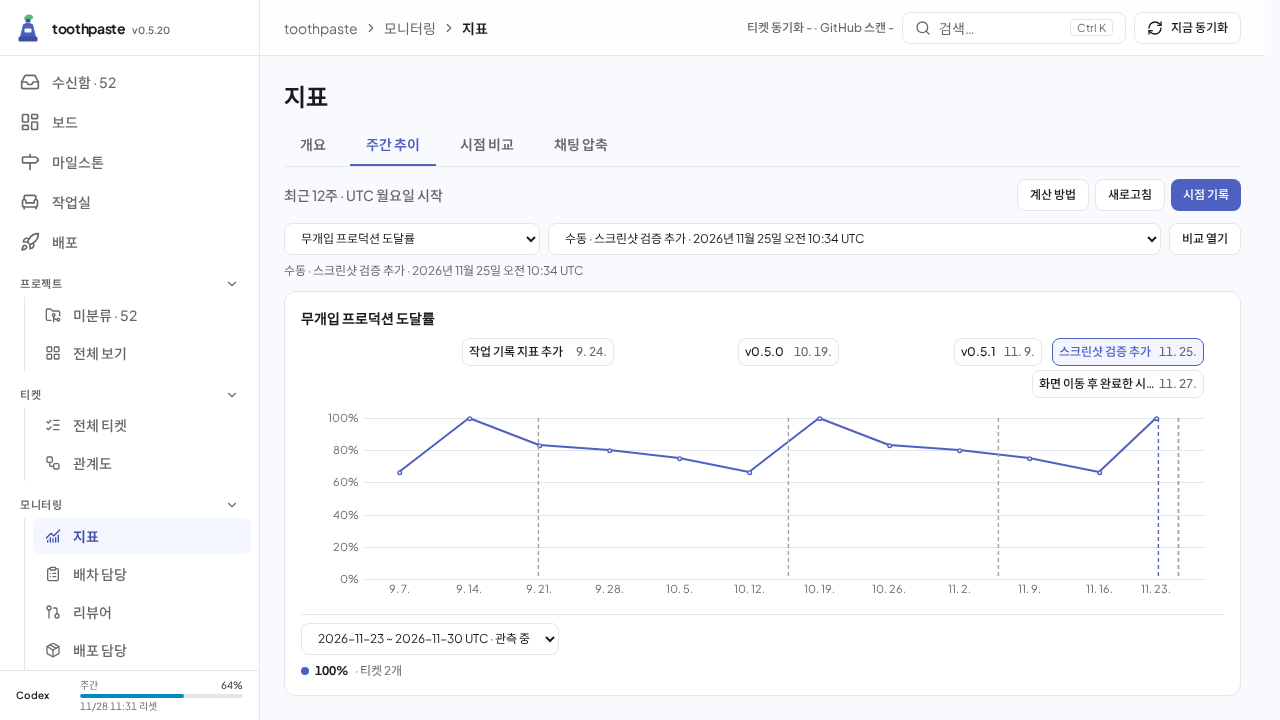 toothpaste v0.5.20
수신함 · 52
보드
마일스톤
작업실
배포
프로젝트
미분류 · 52
전체 보기
티켓
전체 티켓
관계도
모니터링
지표
배차 담당
리뷰어
배포 담당
Codex
주간 64%
11/28 11:31 리셋
toothpaste > 모니터링 > 지표
티켓 동기화 - · GitHub 스캔 -
검색... Ctrl K
지금 동기화
지표
개요 주간 추이 시점 비교 채팅 압축
최근 12주 · UTC 월요일 시작
계산 방법 새로고침 시점 기록
무개입 프로덕션 도달률
수동 · 스크린샷 검증 추가 · 2026년 11월 25일 오전 10:34 UTC
비교 열기
수동 · 스크린샷 검증 추가 · 2026년 11월 25일 오전 10:34 UTC
무개입 프로덕션 도달률
작업 기록 지표 추가 9. 24.
v0.5.0 10. 19.
v0.5.1 11. 9.
스크린샷 검증 추가 11. 25.
화면 이동 후 완료한 시... 11. 27.
100%
80%
60%
40%
20%
0%
9. 7. 9. 14. 9. 21. 9. 28. 10. 5. 10. 12. 10. 19. 10. 26. 11. 2. 11. 9. 11. 16. 11. 23.
2026-11-23 ~ 2026-11-30 UTC · 관측 중
100% · 티켓 2개